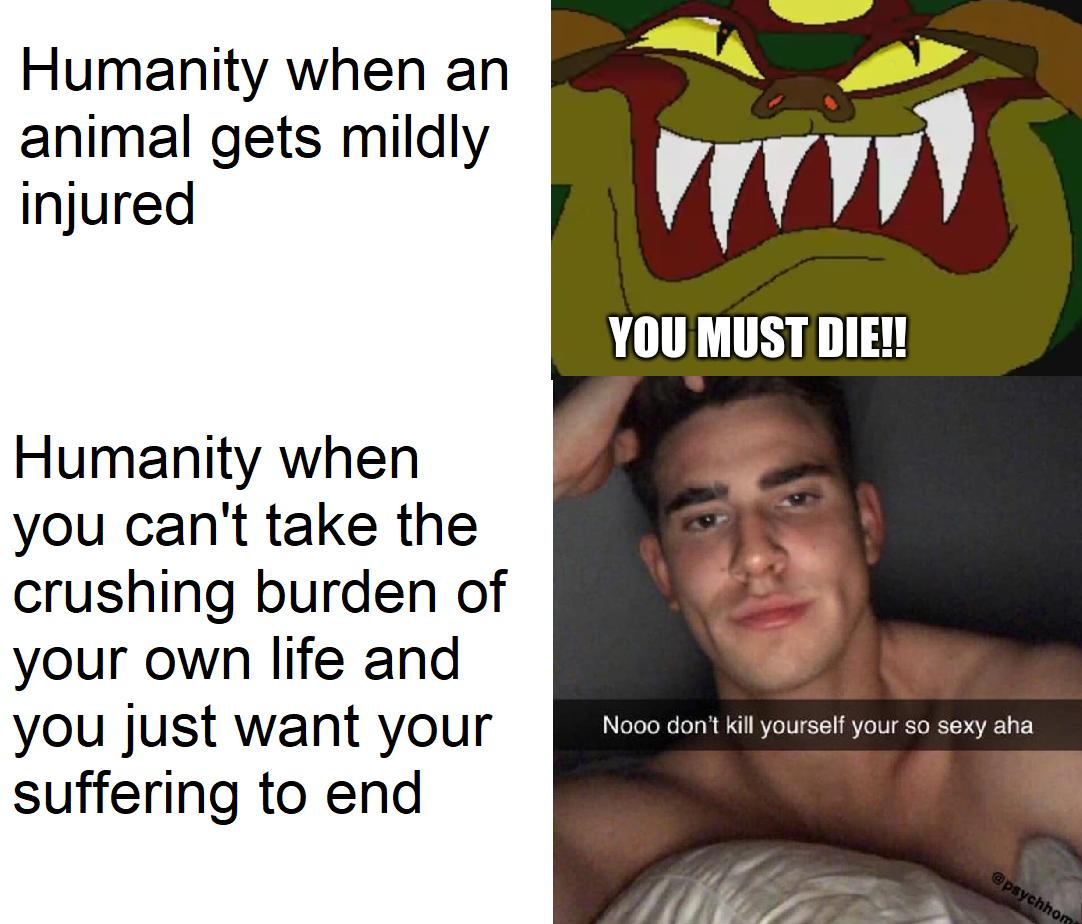 Humanity when an
animal gets mildly
injured
YOU MUST DIE!!
Humanity when
you can't take the
crushing burden of
your own life and
you just want your
suffering to end
Nooo don't kill yourself your so sexy aha